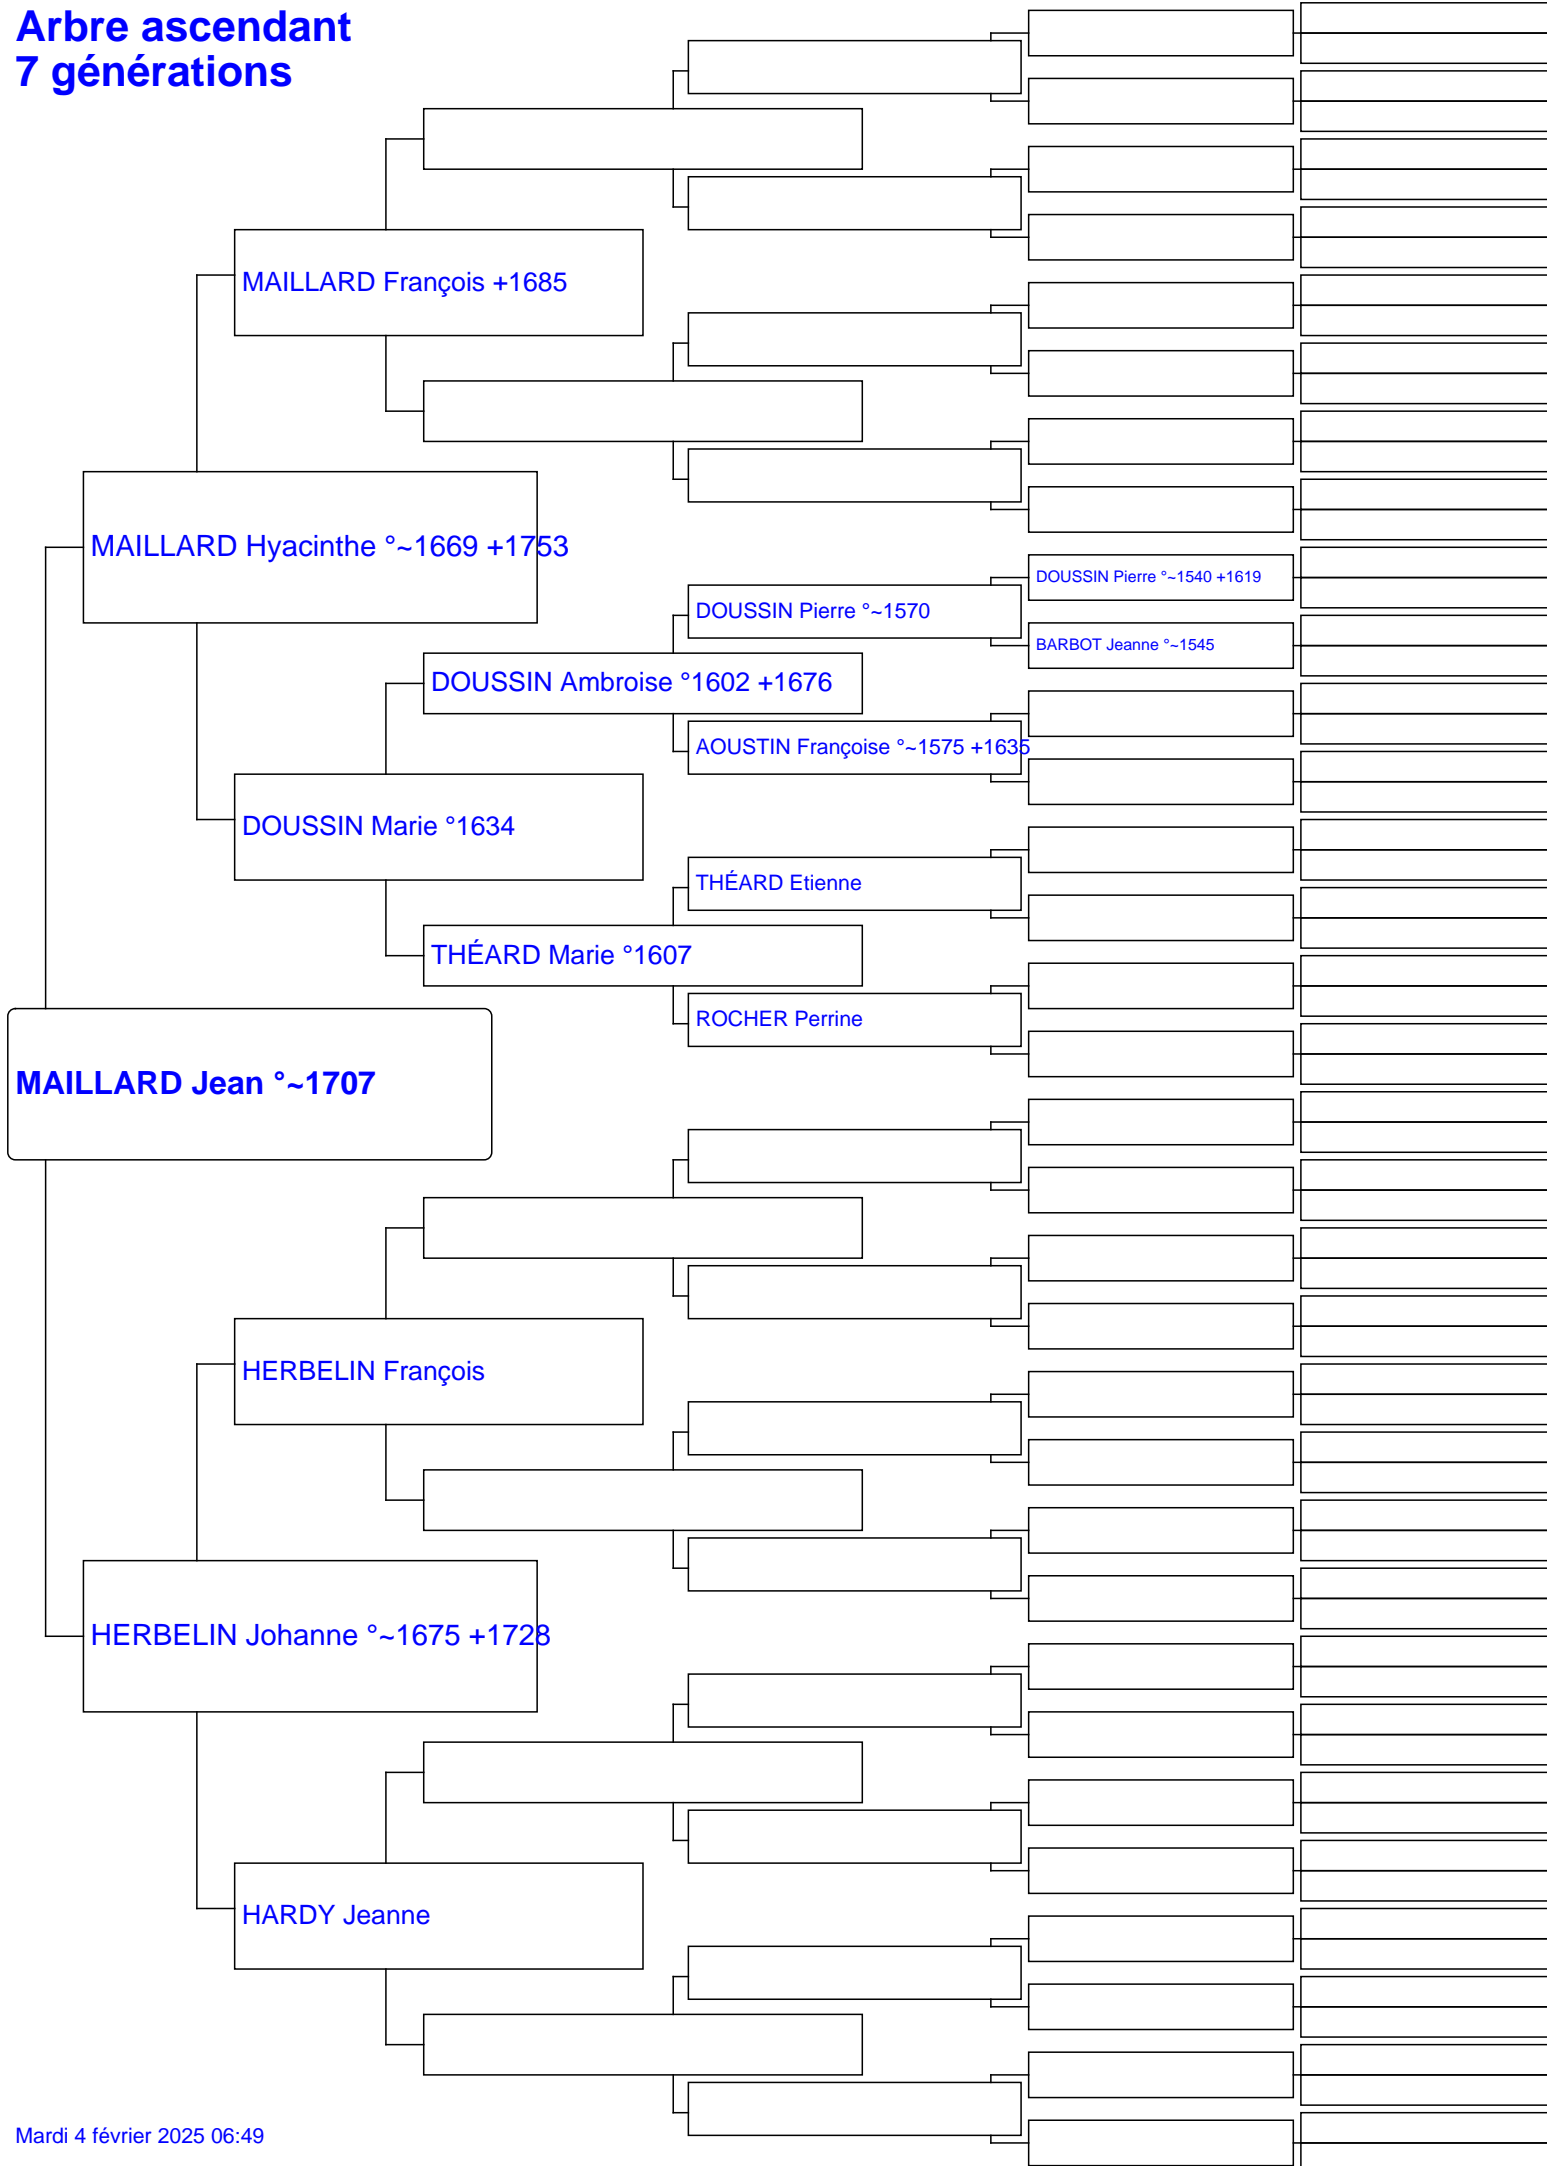 Arbre ascendant
7 générations
MAILLARD François +1685
MAILLARD Hyacinthe °~1669 +1753
DOUSSIN Pierre °~1540 +1619
DOUSSIN Pierre °~1570
BARBOT Jeanne °~1545
DOUSSIN Ambroise °1602 +1676
AOUSTIN Françoise °~1575 +1635
DOUSSIN Marie °1634
THÉARD Etienne
THÉARD Marie °1607
ROCHER Perrine
MAILLARD Jean °~1707
HERBELIN François
HERBELIN Johanne °~1675 +1728
HARDY Jeanne
Mardi 4 février 2025 06:49